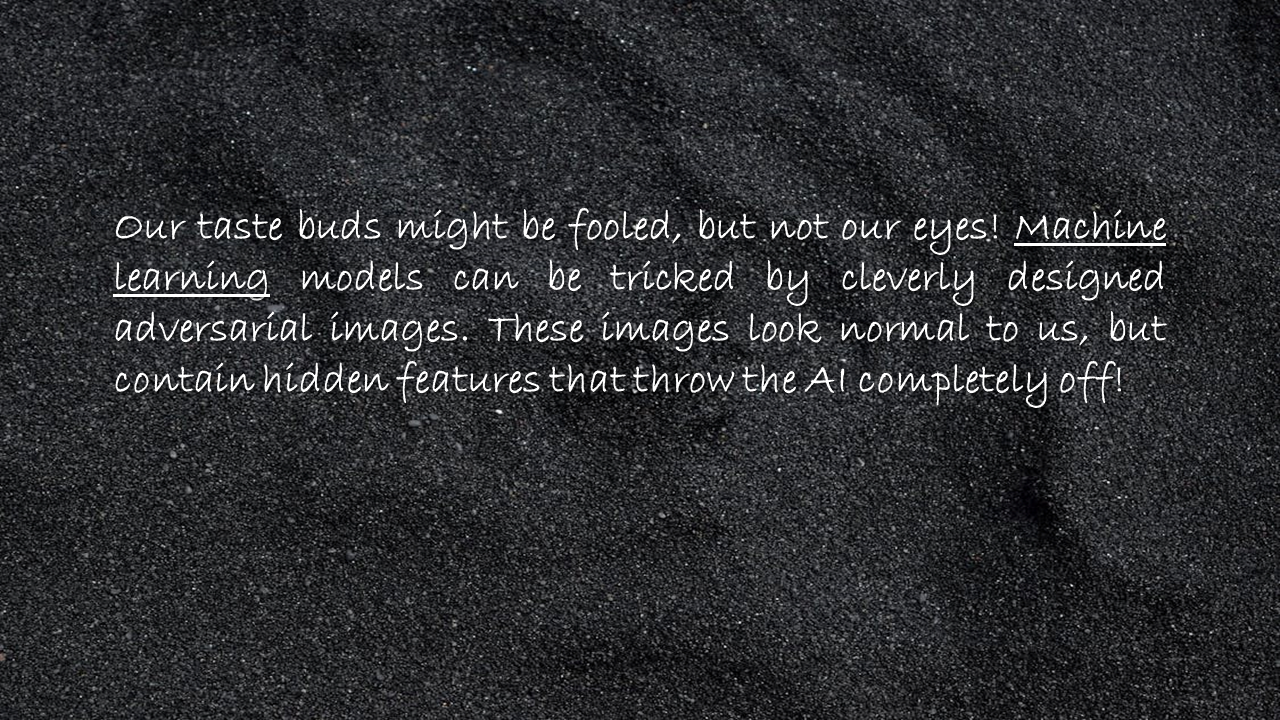 Our taste buds might be fooled, but not our eyes! Machine
learning models can be tricked by cleverly designed
adversarial images. These images look normal to us, but
contain hidden features that throw the AI completely off!